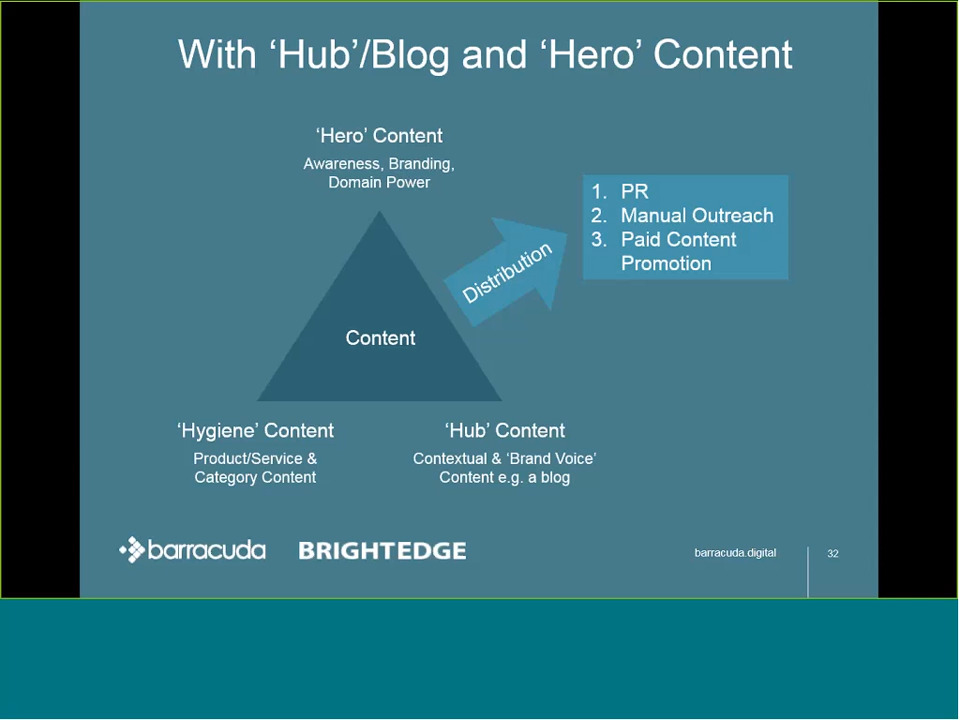 With ‘Hub’/Blog and ‘Hero’ Content
‘Hero’ Content
Awareness, Branding,
Domain Power
Distribution
1. PR
2. Manual Outreach
3. Paid Content
Promotion
Content
‘Hygiene’ Content
Product/Service &
Category Content
‘Hub’ Content
Contextual & ‘Brand Voice’
Content e.g. a blog
barracuda
BRIGHTEDGE
barracuda.digital
32